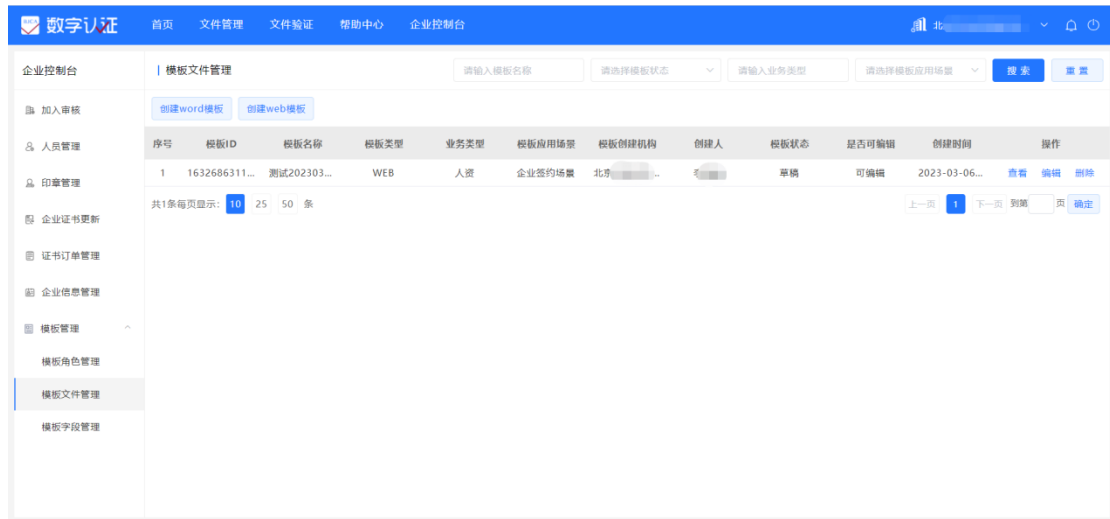 数字认证 首页 文件管理 文件验证 帮助中心 企业控制台 北
企业控制台 模板文件管理 请输入模板名称 请选择模板状态 请输入业务类型 请选择模板应用场景 搜索 重置
加入审核 创建word模板 创建web模板
人员管理 序号 模板ID 模板名称 模板类型 业务类型 模板应用场景 模板创建机构 创建人 模板状态 是否可编辑 创建时间 操作
印章管理 1 1632686311... 测试202303... WEB 人资 企业签约场景 北京 ... 草稿 可编辑 2023-03-06... 查看 编辑 删除
企业证书更新 共1条每页显示: 10 25 50 条 上一页 1 下一页 到第 页 确定
证书订单管理
企业信息管理
模板管理
模板角色管理
模板文件管理
模板字段管理